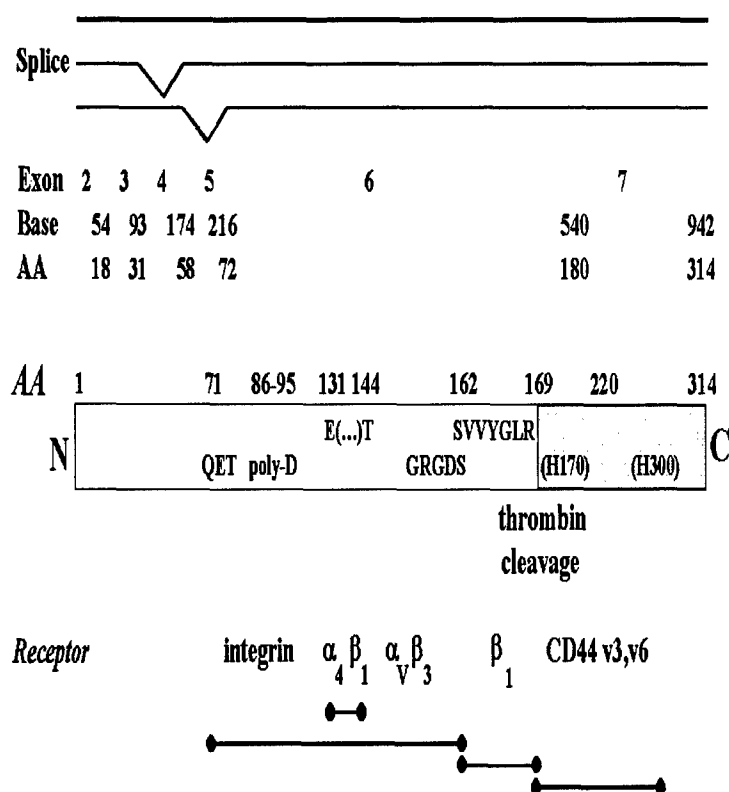 Splice
Exon 2 3 4 5 6 7
Base 54 93 174 216 540 942
AA 18 31 58 72 180 314
AA 1 71 86-95 131 144 162 169 220 314
E(...)T SVVYGLR
N C
QET poly-D GRGDS (H170) (H300)
thrombin
cleavage
Receptor integrin α4 β1 αV β3 β1 CD44 v3,v6